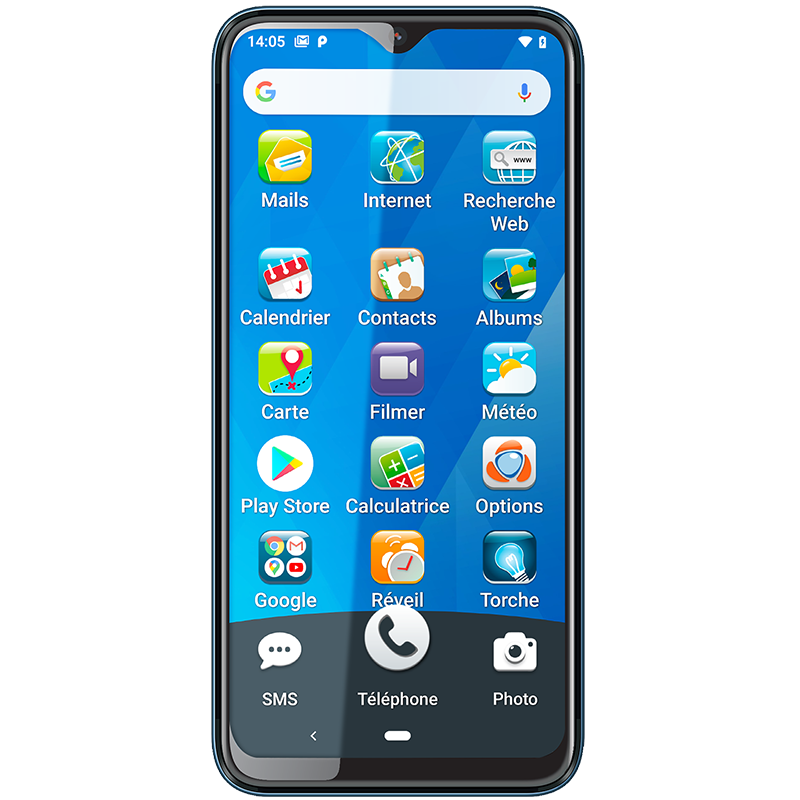 14:05 P
G
Mails Internet Recherche
Web
www
Calendrier Contacts Albums
Carte Filmer Météo
Play Store Calculatrice Options
Google Réveil Torche
SMS Téléphone Photo